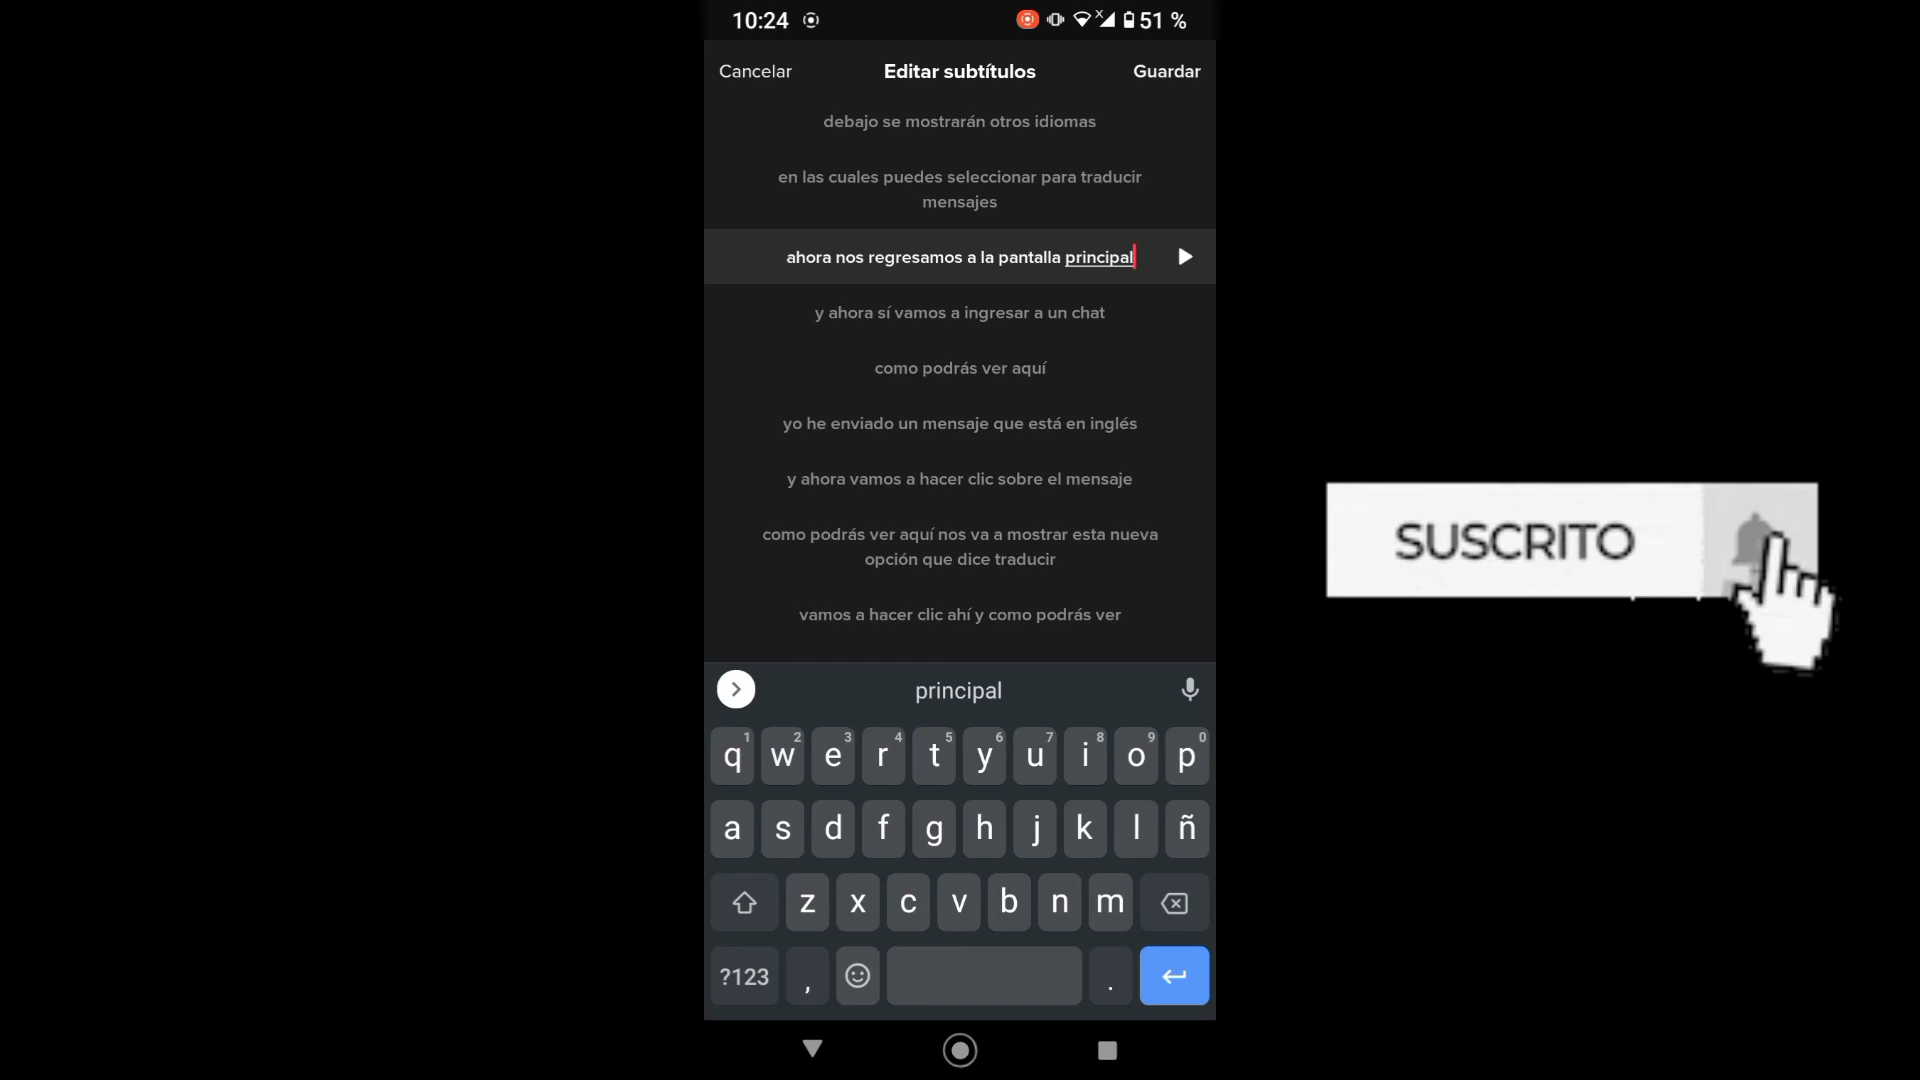 10:24
51 %
Cancelar
Editar subtítulos
Guardar
debajo se mostrarán otros idiomas
en las cuales puedes seleccionar para traducir
mensajes
ahora nos regresamos a la pantalla principal
y ahora sí vamos a ingresar a un chat
como podrás ver aquí
yo he enviado un mensaje que está en inglés
y ahora vamos a hacer clic sobre el mensaje
como podrás ver aquí nos va a mostrar esta nueva
opción que dice traducir
vamos a hacer clic ahí y como podrás ver
SUSCRITO
principal
1 2 3 4 5 6 7 8 9 0
q w e r t y u i o p
a s d f g h j k l ñ
z x c v b n m
?123 , .